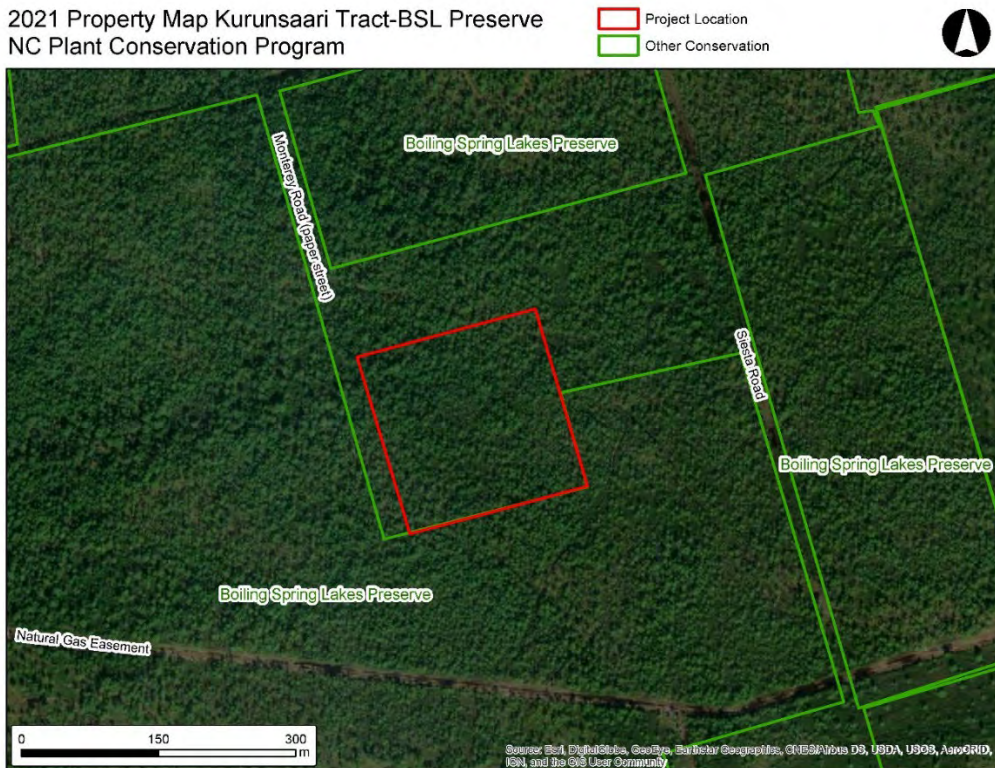 2021 Property Map Kurunsaari Tract-BSL Preserve
NC Plant Conservation Program
Project Location
Other Conservation
Boiling Spring Lakes Preserve
Monterey Road (paper street)
Siesta Road
Boiling Spring Lakes Preserve
Boiling Spring Lakes Preserve
Natural Gas Easement
0 150 300
m
Source: Esri, DigitalGlobe, GeoEye, Earthstar Geographics, CNES/Airbus DS, USDA, USGS, AeroGRID,
IGN, and the GIS User Community